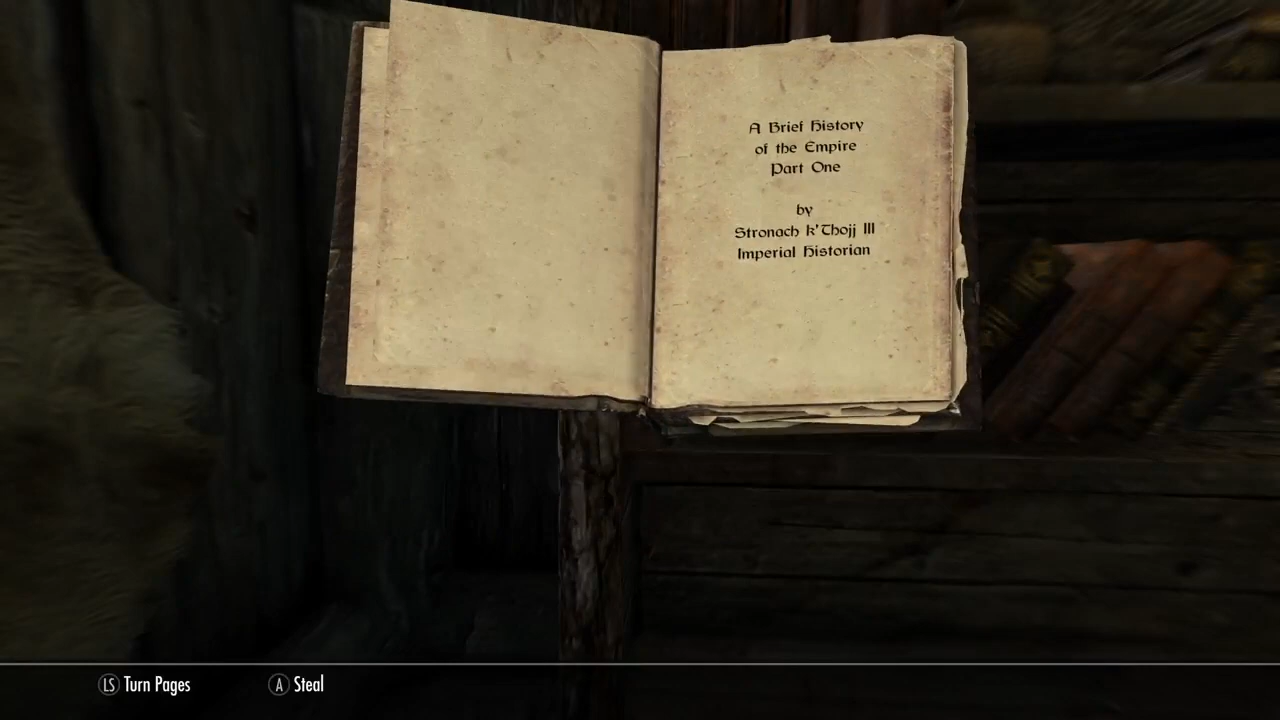 A Brief History
of the Empire
Part One
by
Stronach k'Thojj III
Imperial Historian
LS Turn Pages
A Steal